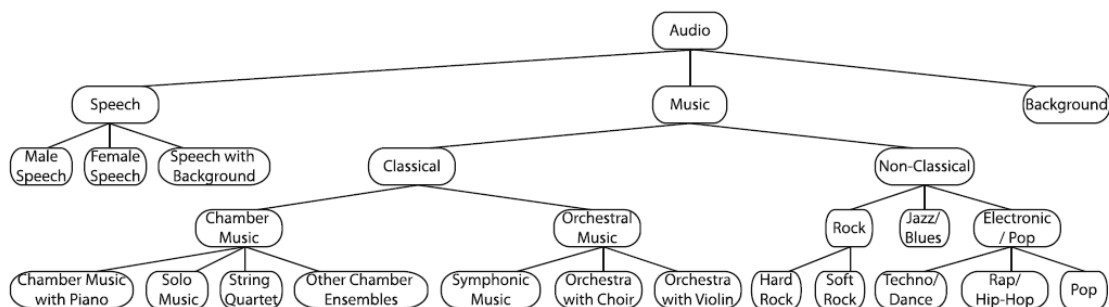 Audio
Speech
Music
Background
Male
Speech
Female
Speech
Speech with
Background
Classical
Non-Classical
Chamber
Music
Orchestral
Music
Rock
Jazz/
Blues
Electronic
/ Pop
Chamber Music
with Piano
Solo
Music
String
Quartet
Other Chamber
Ensembles
Symphonic
Music
Orchestra
with Choir
Orchestra
with Violin
Hard
Rock
Soft
Rock
Techno/
Dance
Rap/
Hip-Hop
Pop